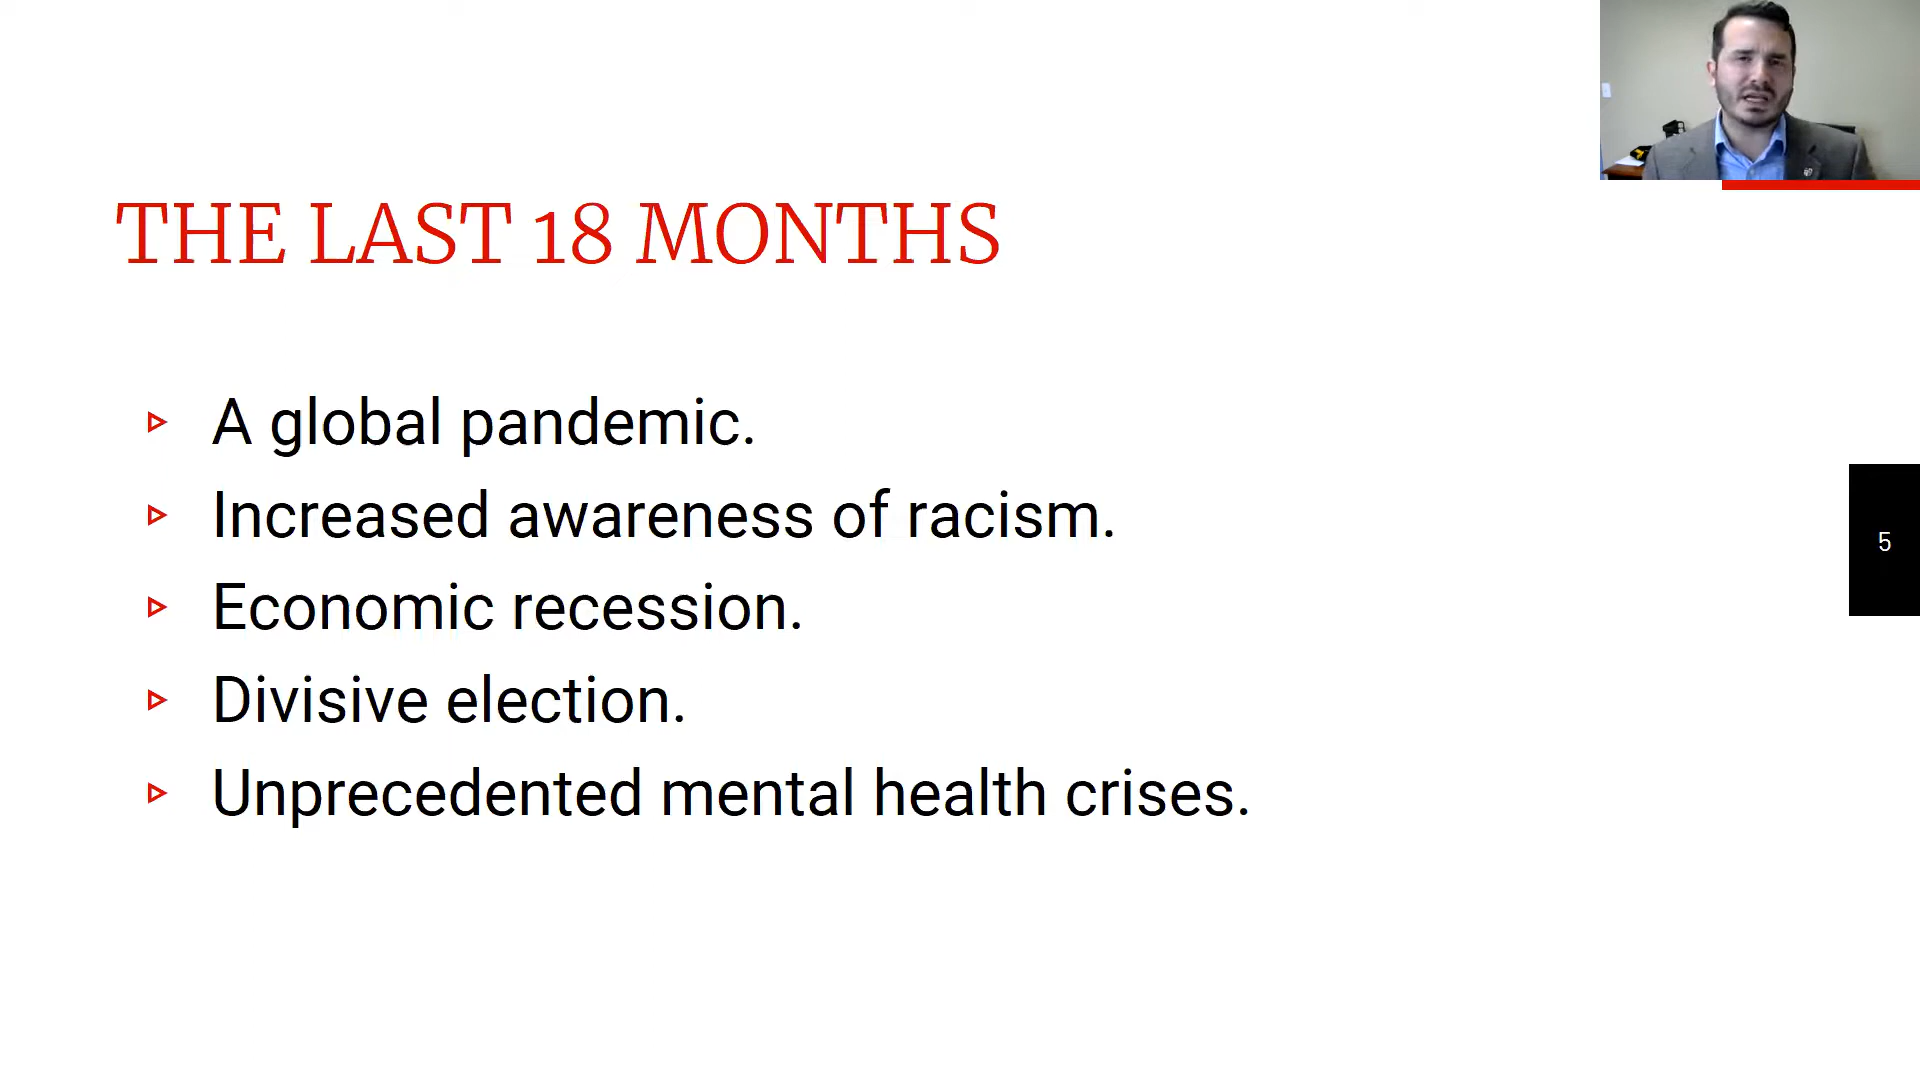 THE LAST 18 MONTHS
A global pandemic.
Increased awareness of racism.
Economic recession.
Divisive election.
Unprecedented mental health crises.
5